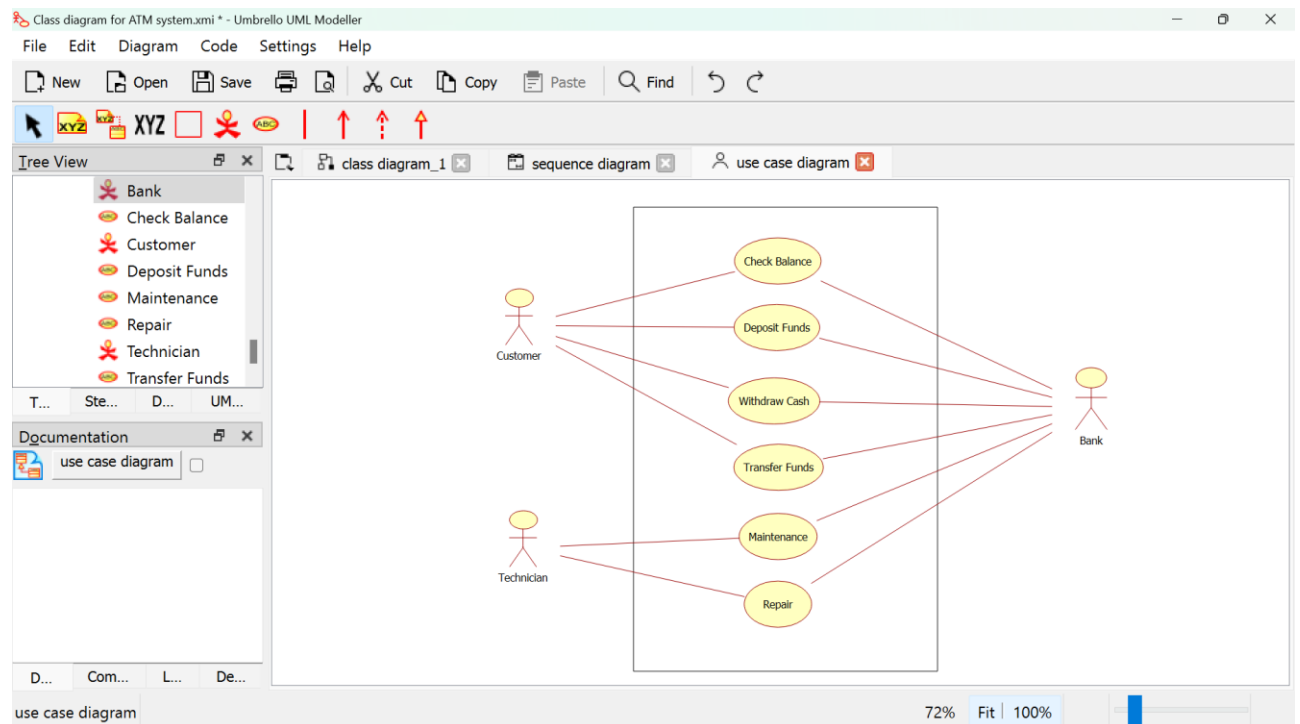 Class diagram for ATM system.xmi * - Umbrello UML Modeller
File Edit Diagram Code Settings Help
New Open Save Cut Copy Paste Find
XYZ XYZ XYZ ABC
Tree View
class diagram_1 sequence diagram use case diagram
Bank
Check Balance
Customer
Deposit Funds
Maintenance
Repair
Technician
Transfer Funds
T... Ste... D... UM...
Documentation
use case diagram
D... Com... L... De...
Check Balance
Deposit Funds
Customer
Withdraw Cash
Bank
Transfer Funds
Maintenance
Technician
Repair
use case diagram
72% Fit 100%